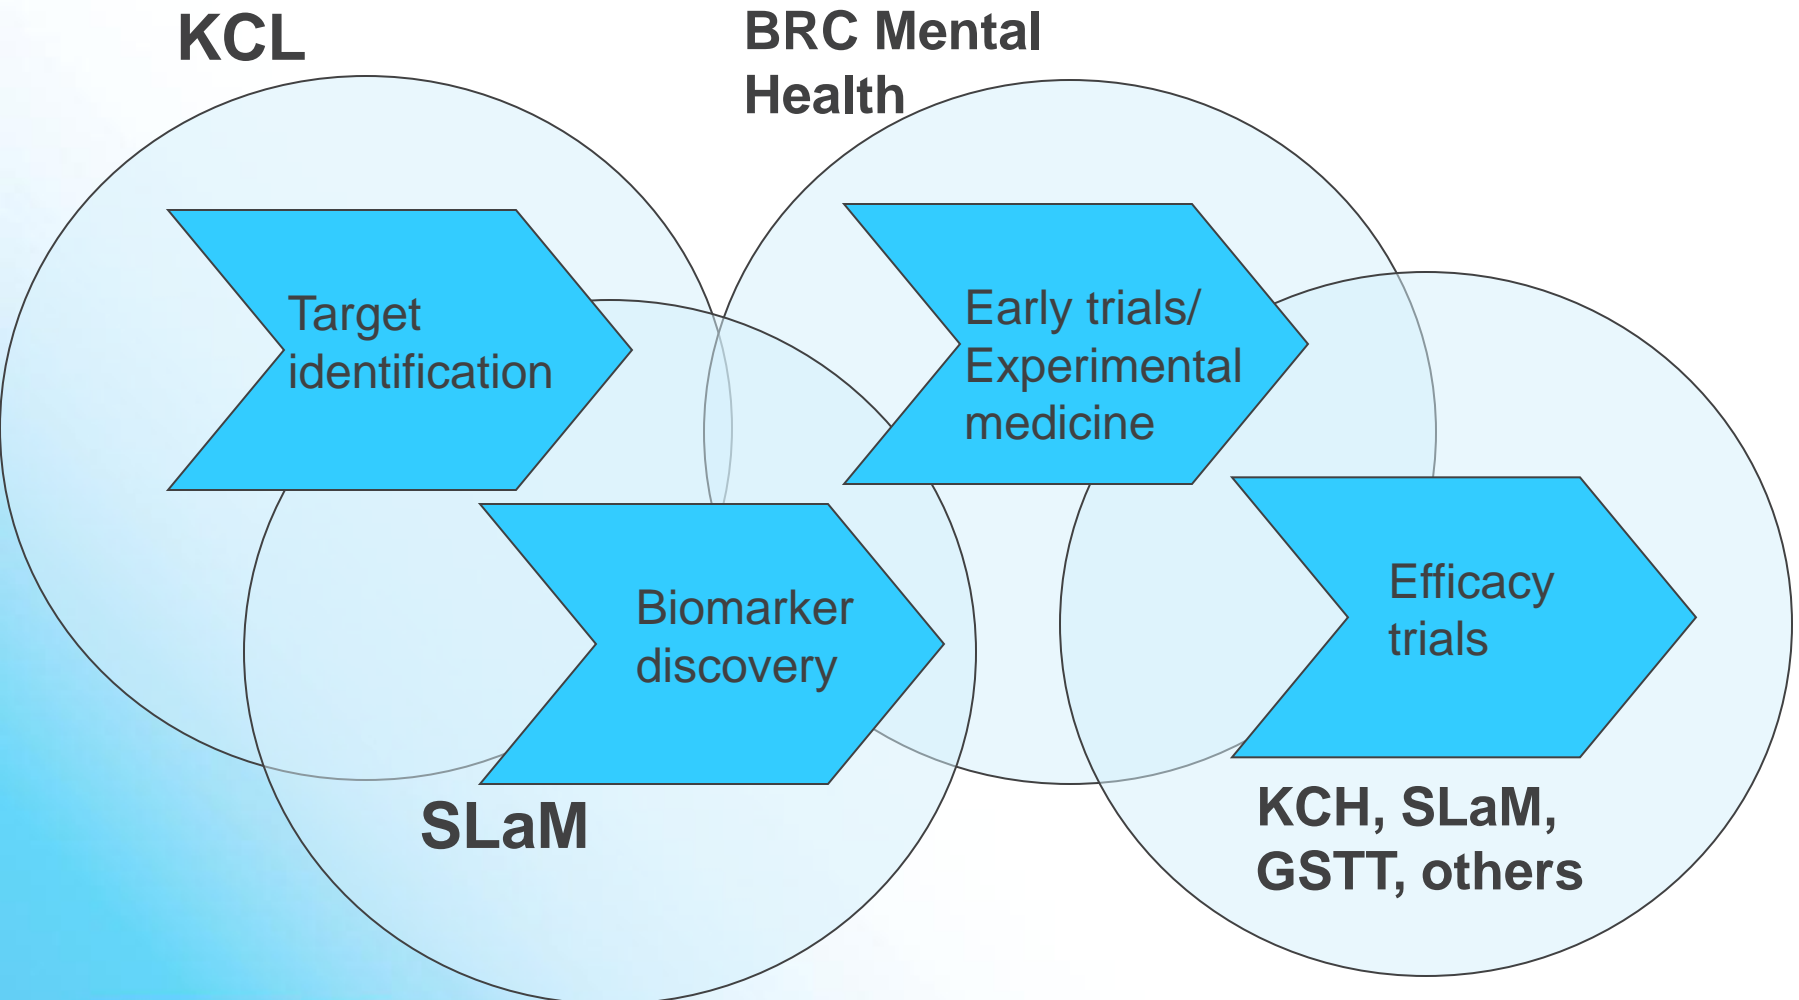 KCL
BRC Mental
Health
Target
identification
Early trials/
Experimental
medicine
Biomarker
discovery
Efficacy
trials
SLaM
KCH, SLaM,
GSTT, others